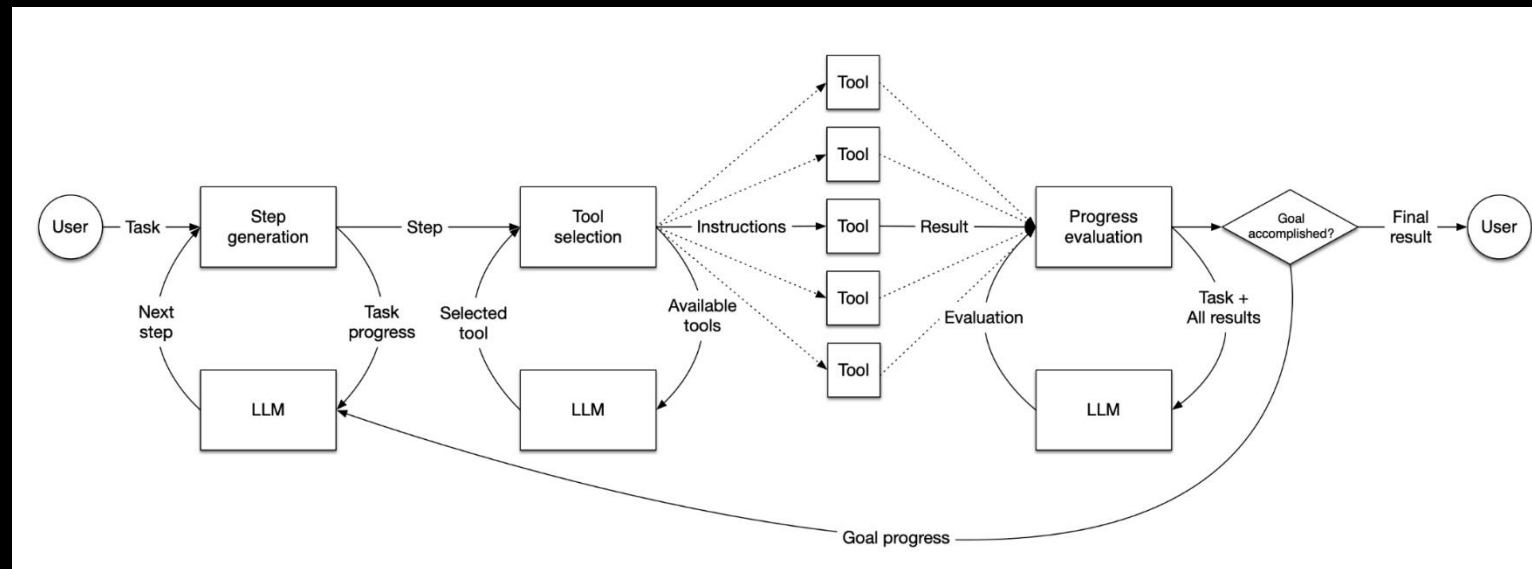 User
Task
Step
generation
Step
Tool
selection
Instructions
Tool
Tool
Tool
Tool
Tool
Result
Progress
evaluation
Goal
accomplished?
Final
result
User
Next
step
Task
progress
Selected
tool
Available
tools
Evaluation
Task +
All results
LLM
LLM
LLM
Goal progress